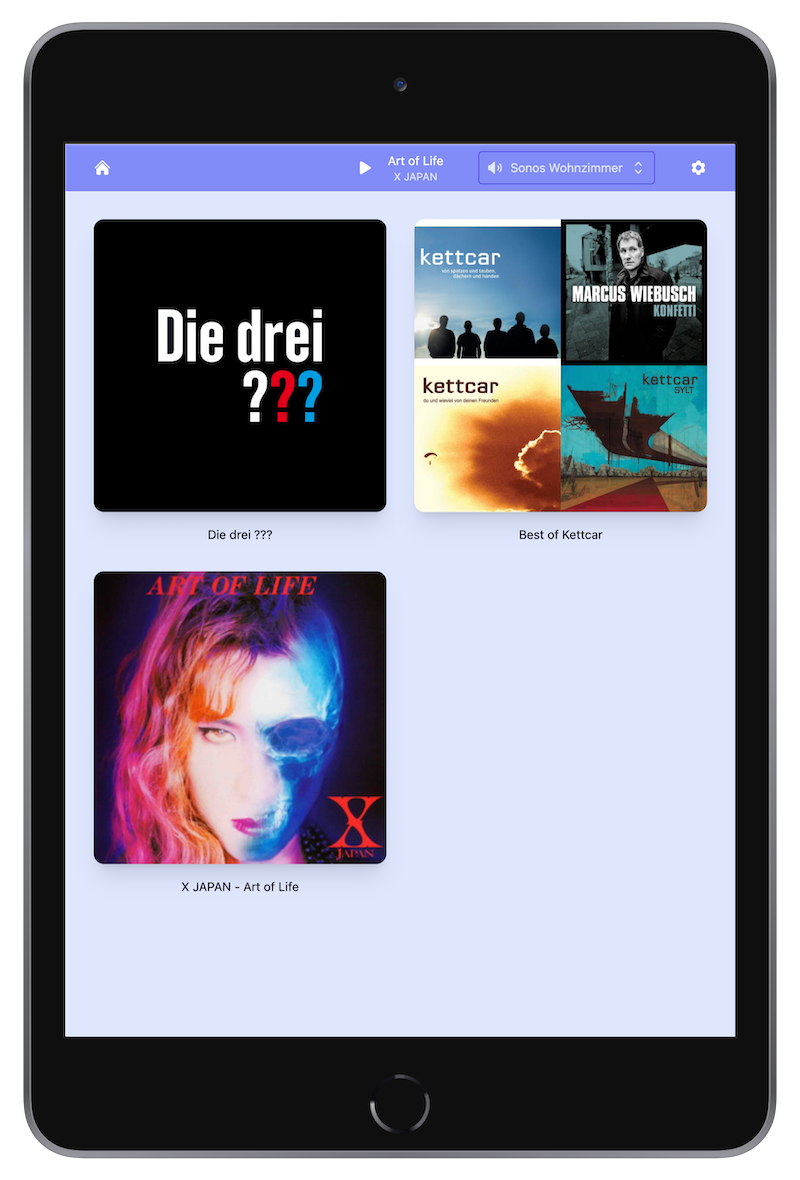 Art of Life
X JAPAN
Sonos Wohnzimmer
Die drei
???
kettcar
von spatzen und tauben,
dächern und händen
MARCUS WIEBUSCH
KONFETTI
kettcar
du und wieviel von deinen Freunden
kettcar
SYLT
Die drei ???
Best of Kettcar
ART OF LIFE
X
JAPAN
X JAPAN - Art of Life